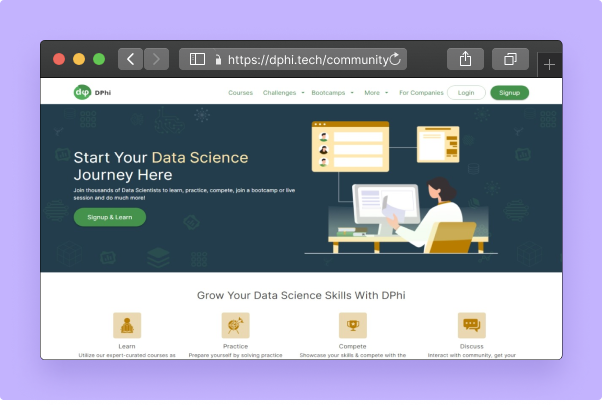 https://dphi.tech/community
dφ DPhi
Courses Challenges Bootcamps More For Companies Login Signup
Start Your Data Science
Journey Here
Join thousands of Data Scientists to learn, practice, compete, join a bootcamp or live
session and do much more!
Signup & Learn
Grow Your Data Science Skills With DPhi
Learn Practice Compete Discuss
Utilize our expert-curated courses as Prepare yourself by solving practice Showcase your skills & compete with the Interact with community, get your